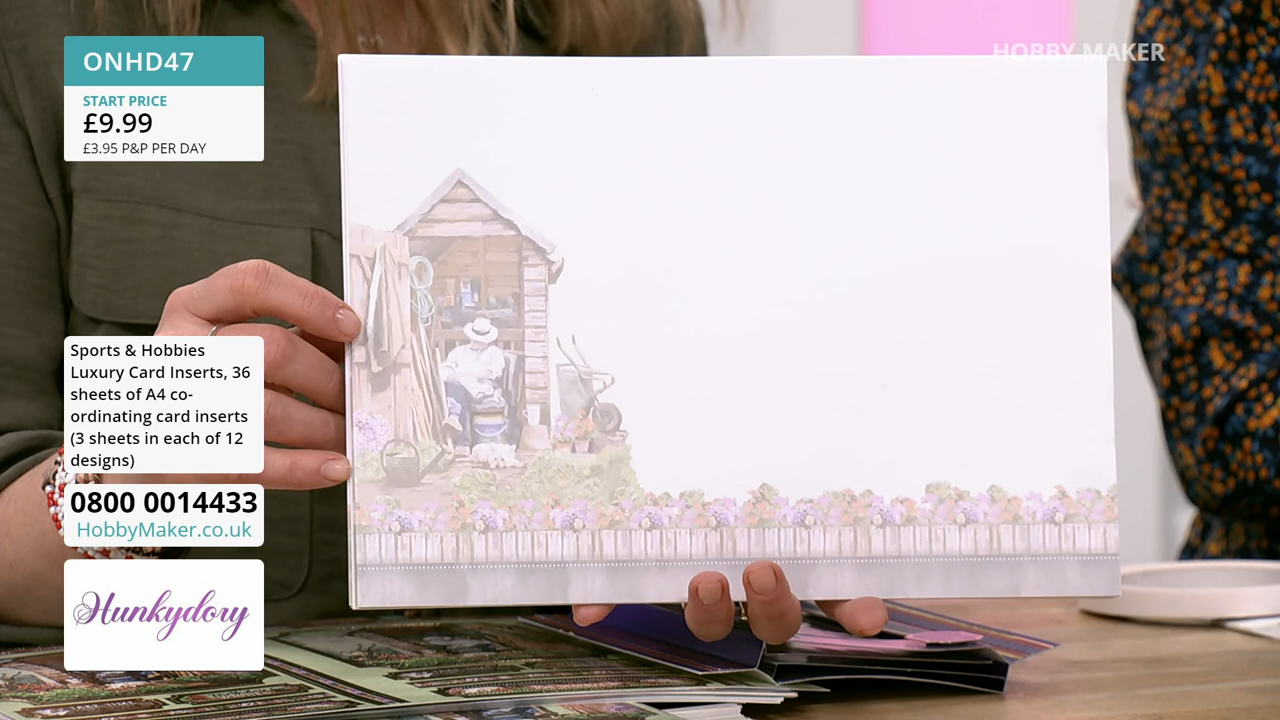 HOBBY MAKER
ONHD47
START PRICE
£9.99
£3.95 P&P PER DAY
Sports & Hobbies
Luxury Card Inserts, 36
sheets of A4 co-
ordinating card inserts
(3 sheets in each of 12
designs)
0800 0014433
HobbyMaker.co.uk
Hunkydory